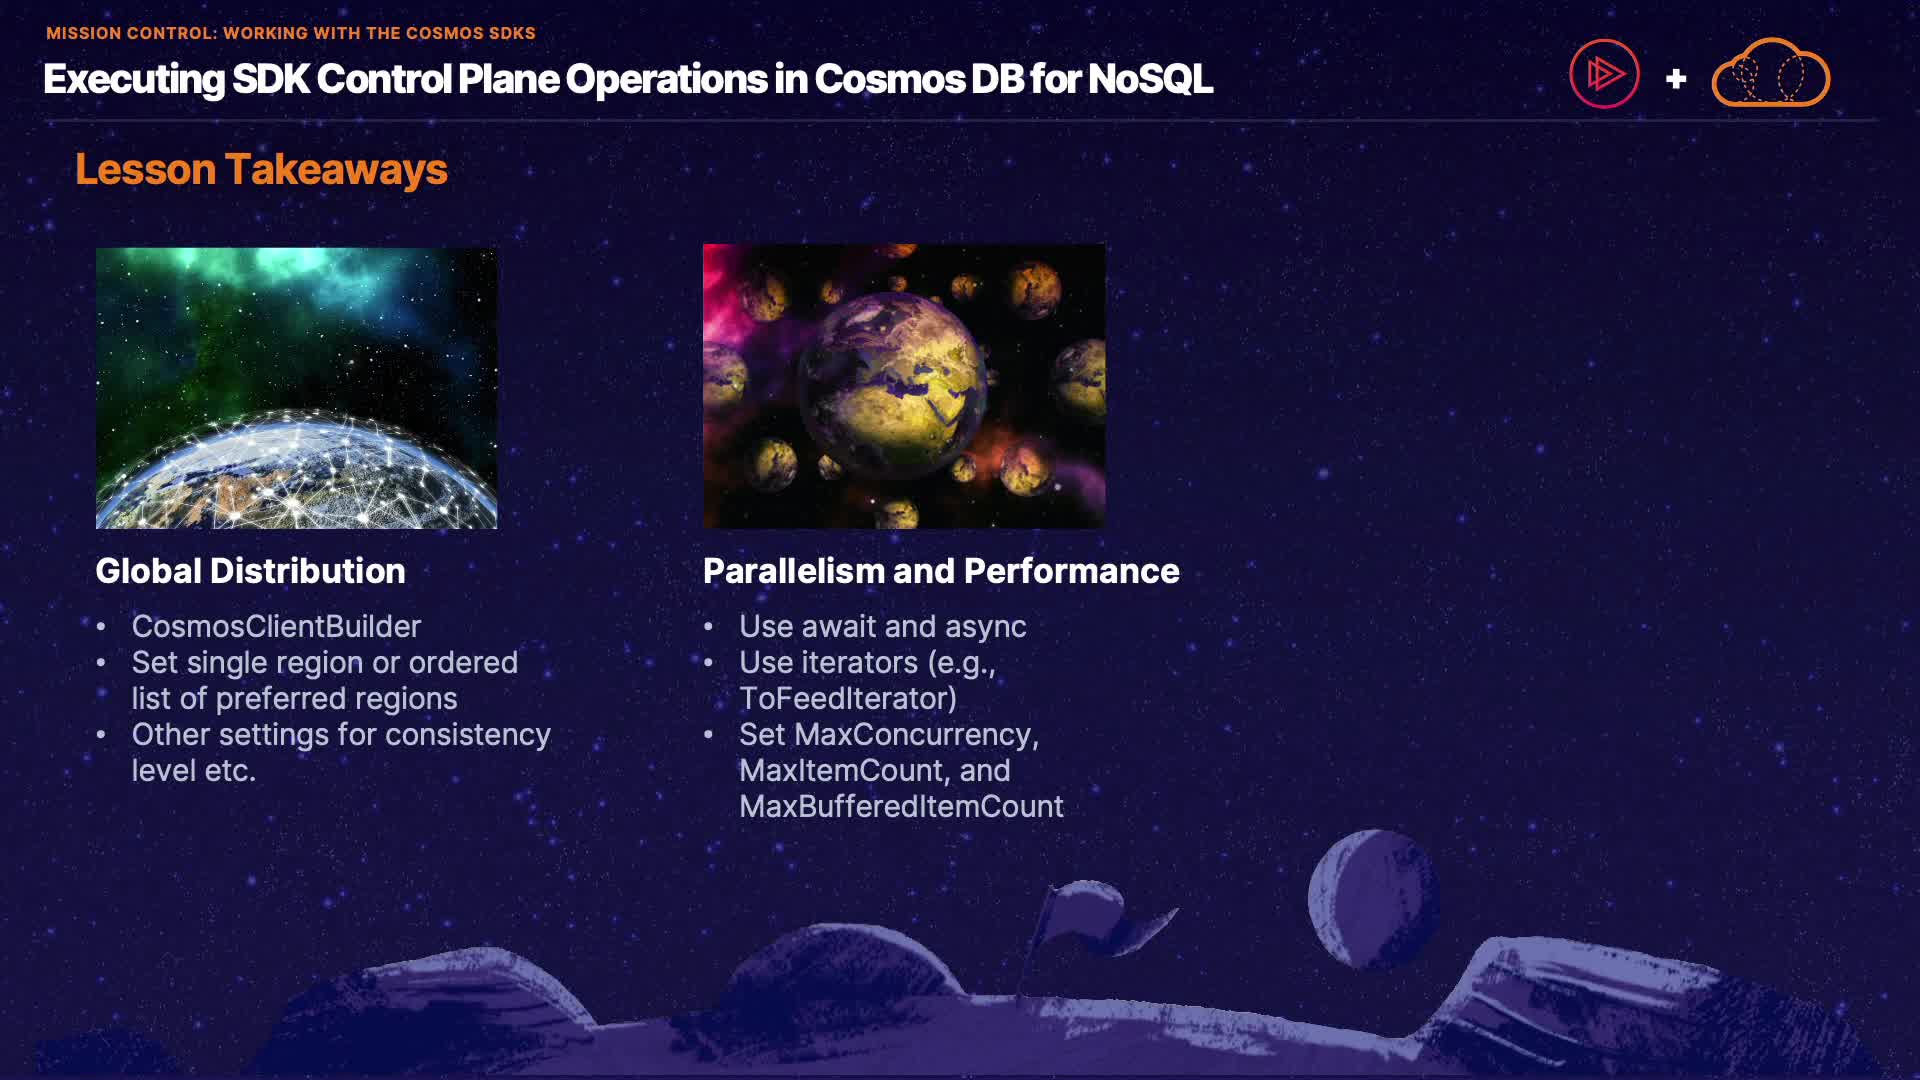 MISSION CONTROL: WORKING WITH THE COSMOS SDKS
Executing SDK Control Plane Operations in Cosmos DB for NoSQL
Lesson Takeaways
Global Distribution
• CosmosClientBuilder
• Set single region or ordered
list of preferred regions
• Other settings for consistency
level etc.
Parallelism and Performance
• Use await and async
• Use iterators (e.g.,
ToFeedIterator)
• Set MaxConcurrency,
MaxItemCount, and
MaxBufferedItemCount